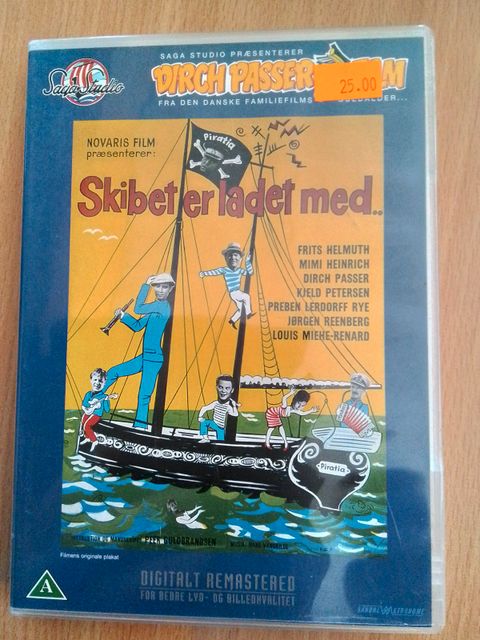 Saga Studio
SAGA STUDIO PRÆSENTERER
DIRCH PASSER
25.00
FRA DEN DANSKE FAMILIEFILMS
NOVARIS FILM
præsenterer:
Piratia
Skibet er ladet med..
FRITS HELMUTH
MIMI HEINRICH
DIRCH PASSER
KJELD PETERSEN
PREBEN LERDORFF RYE
JØRGEN REENBERG
LOUIS MIEHE-RENARD
Piratia
PEER GULDBRANDSEN
Filmens originale plakat
A
DIGITALT REMASTERED
FOR BEDRE LYD- OG BILLEDKVALITET